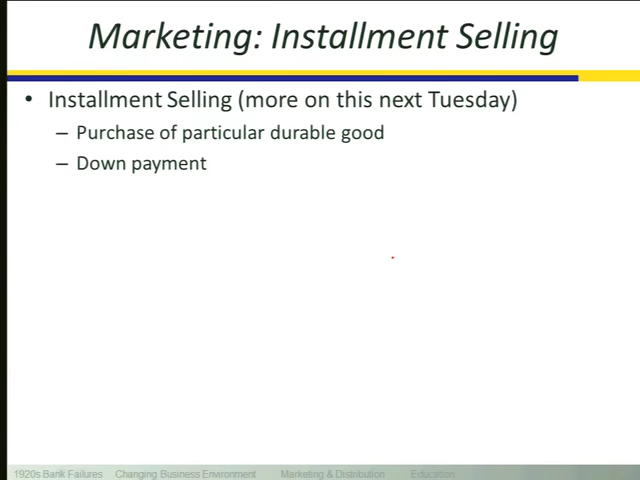 Marketing: Installment Selling
• Installment Selling (more on this next Tuesday)
– Purchase of particular durable good
– Down payment
1920s Bank Failures Changing Business Environment Marketing & Distribution Education